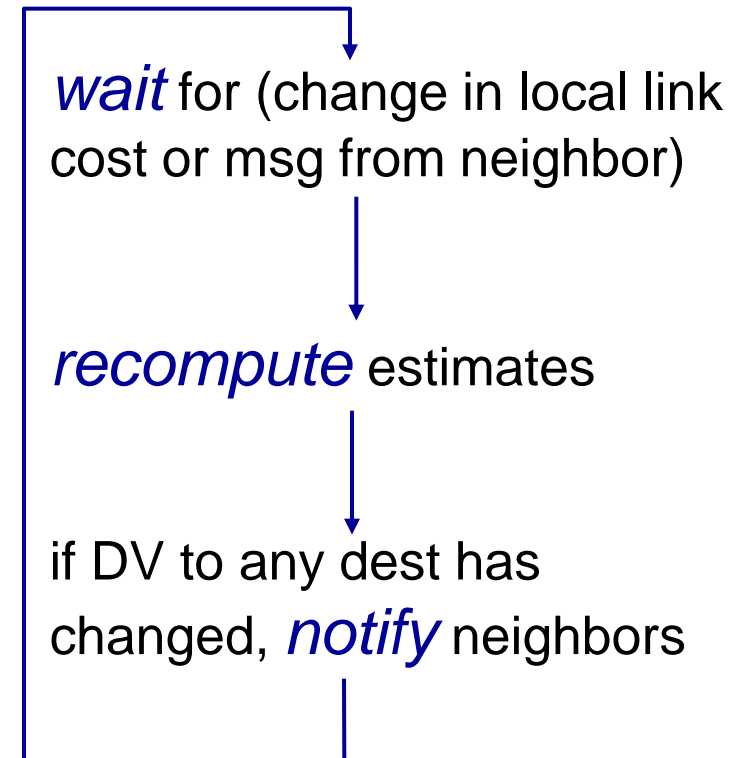 wait for (change in local link
cost or msg from neighbor)
recompute estimates
if DV to any dest has
changed, notify neighbors